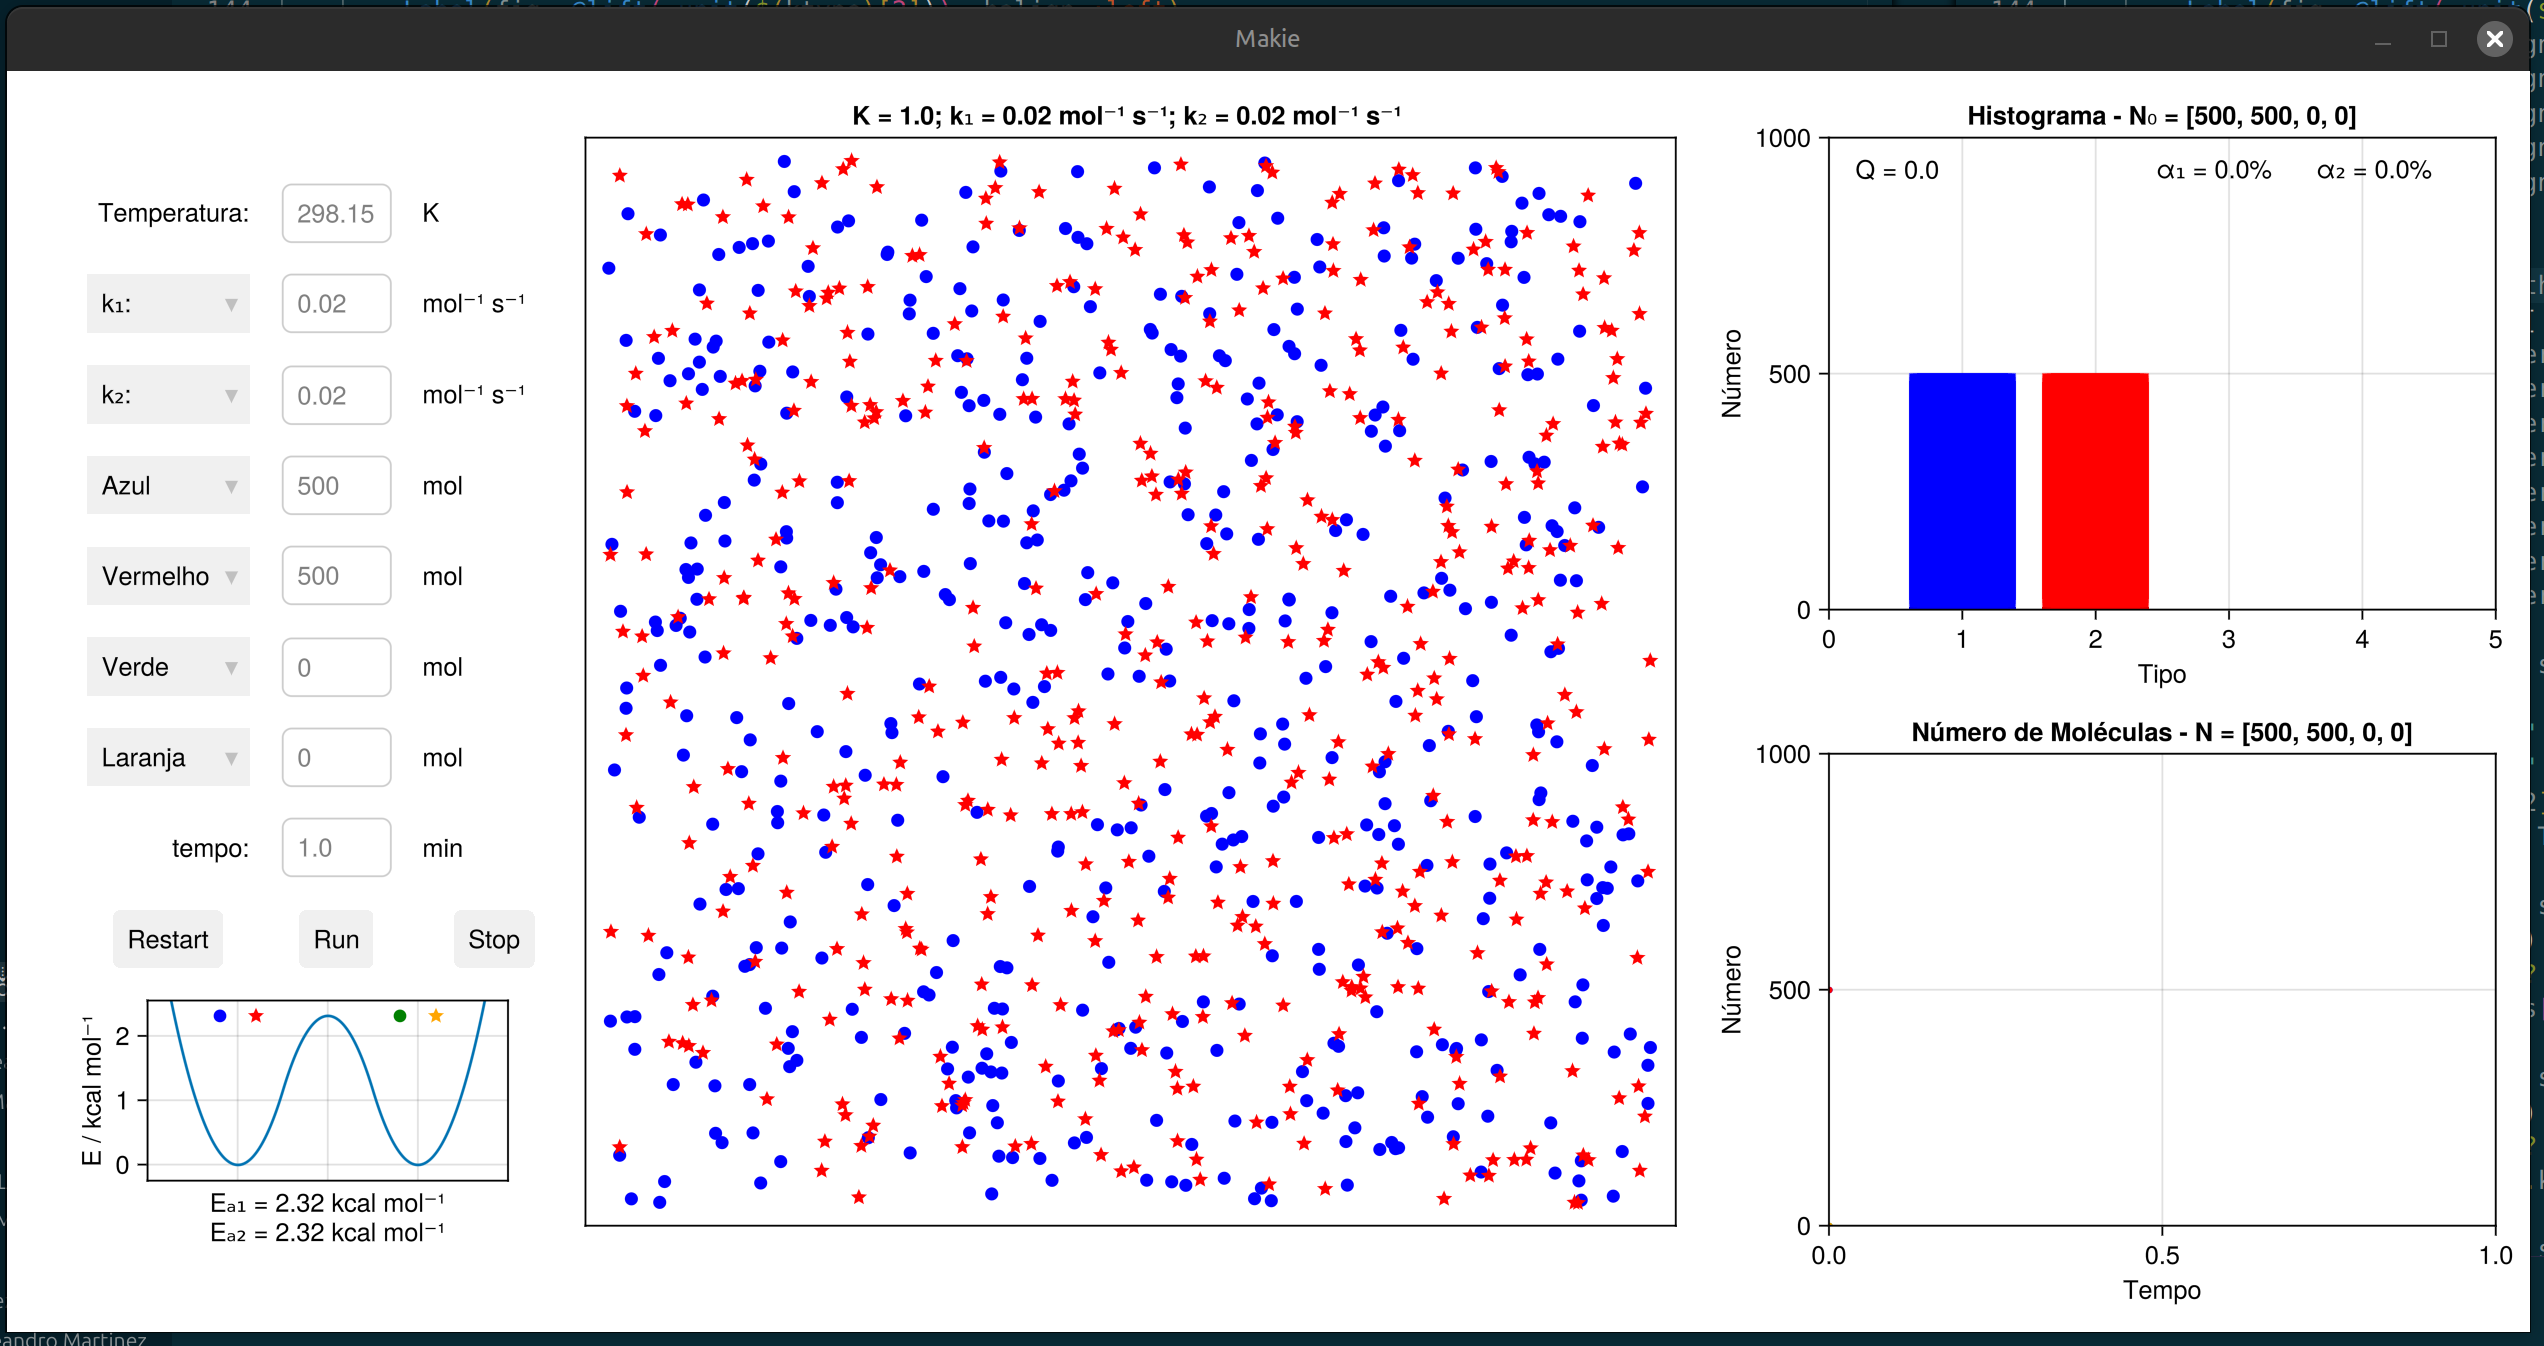 Makie
Temperatura: 298.15 K
k₁: 0.02 mol⁻¹ s⁻¹
k₂: 0.02 mol⁻¹ s⁻¹
Azul 500 mol
Vermelho 500 mol
Verde 0 mol
Laranja 0 mol
tempo: 1.0 min
Restart Run Stop
E / kcal mol⁻¹
2
1
0
Eₐ₁ = 2.32 kcal mol⁻¹
Eₐ₂ = 2.32 kcal mol⁻¹
K = 1.0; k₁ = 0.02 mol⁻¹ s⁻¹; k₂ = 0.02 mol⁻¹ s⁻¹
Histograma - N₀ = [500, 500, 0, 0]
Q = 0.0 α₁ = 0.0% α₂ = 0.0%
Número
1000
500
0
0 1 2 3 4 5
Tipo
Número de Moléculas - N = [500, 500, 0, 0]
Número
1000
500
0
0.0 0.5 1.0
Tempo
eandro Martinez